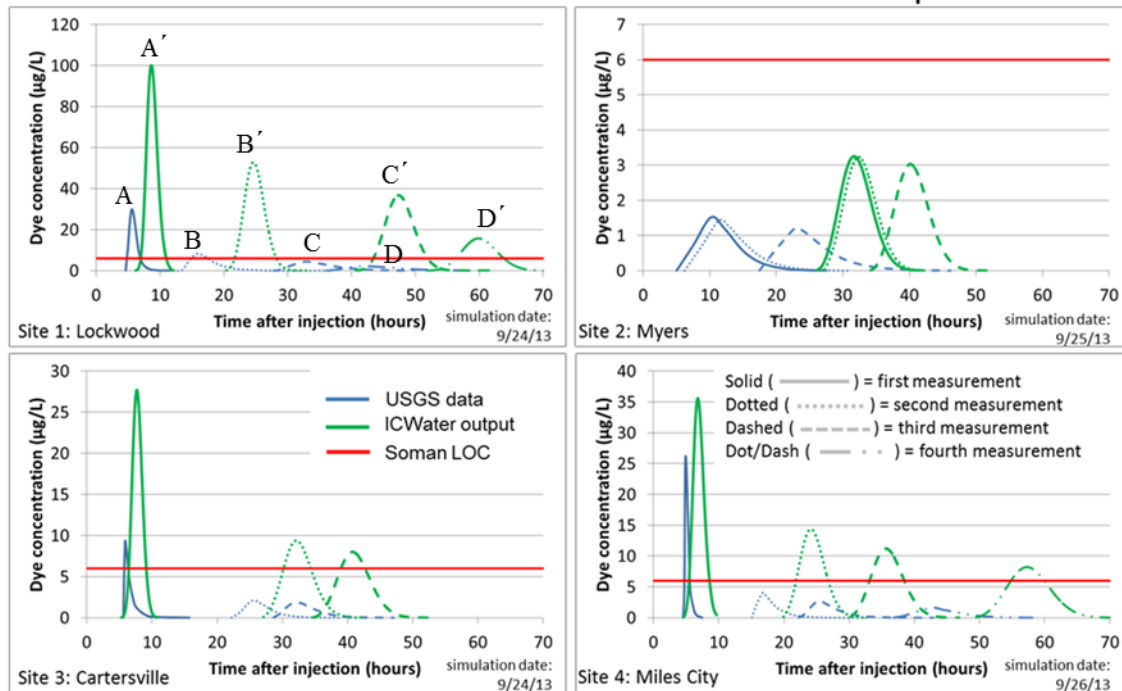 120
100
80
60
40
20
0
Dye concentration (µg/L)
A
A´
B
B´
C
C´
D
D´
0 10 20 30 40 50 60 70
Time after injection (hours)
Site 1: Lockwood
simulation date:
9/24/13
7
6
5
4
3
2
1
0
Dye concentration (µg/L)
0 10 20 30 40 50 60 70
Time after injection (hours)
Site 2: Myers
simulation date:
9/25/13
30
25
20
15
10
5
0
Dye concentration (µg/L)
USGS data
ICWater output
Soman LOC
0 10 20 30 40 50 60 70
Time after injection (hours)
Site 3: Cartersville
simulation date:
9/24/13
40
35
30
25
20
15
10
5
0
Dye concentration (µg/L)
Solid ( ) = first measurement
Dotted ( ) = second measurement
Dashed ( ) = third measurement
Dot/Dash ( ) = fourth measurement
0 10 20 30 40 50 60 70
Time after injection (hours)
Site 4: Miles City
simulation date:
9/26/13